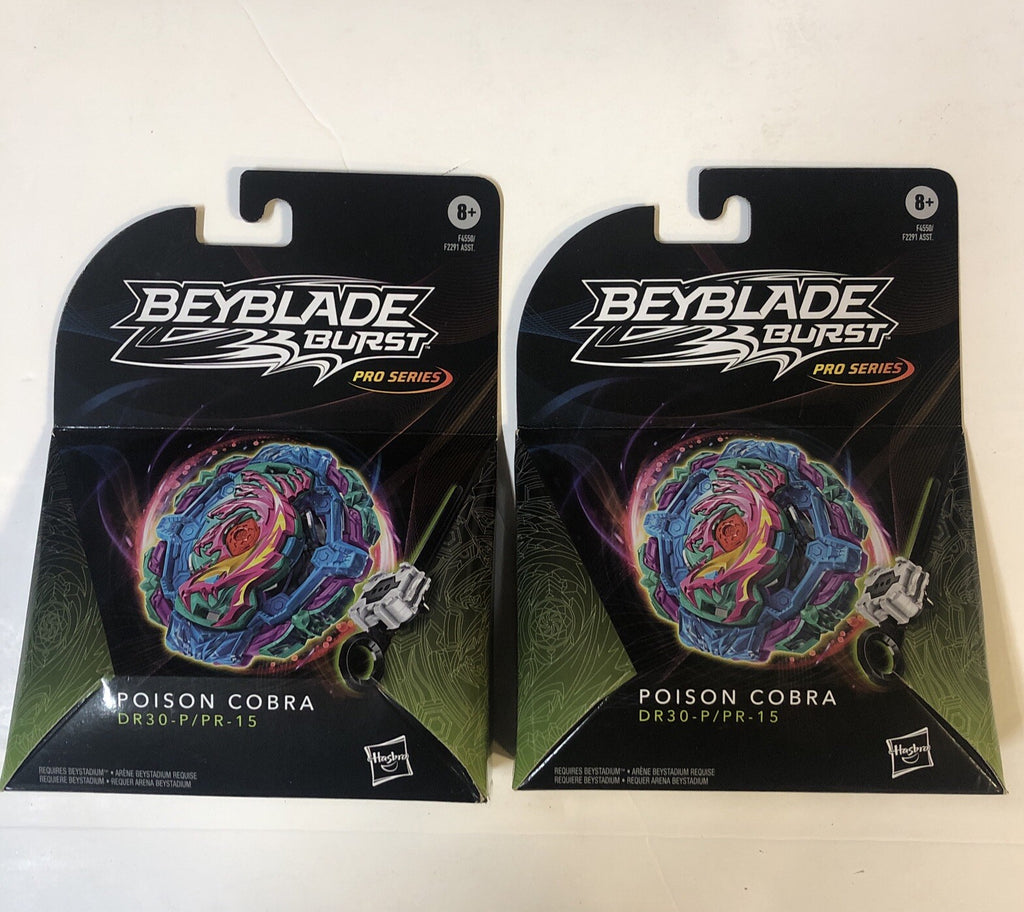 8+
F4550/
F2291 ASST.
BEYBLADE
BURST™
PRO SERIES
POISON COBRA
DR30-P/PR-15
Hasbro
REQUIRES BEYSTADIUM™ • ARÈNE BEYSTADIUM REQUISE
REQUIERE BEYSTADIUM • REQUER ARENA BEYSTADIUM
8+
F4550/
F2291 ASST.
BEYBLADE
BURST™
PRO SERIES
POISON COBRA
DR30-P/PR-15
Hasbro
REQUIRES BEYSTADIUM™ • ARÈNE BEYSTADIUM REQUISE
REQUIERE BEYSTADIUM • REQUER ARENA BEYSTADIUM